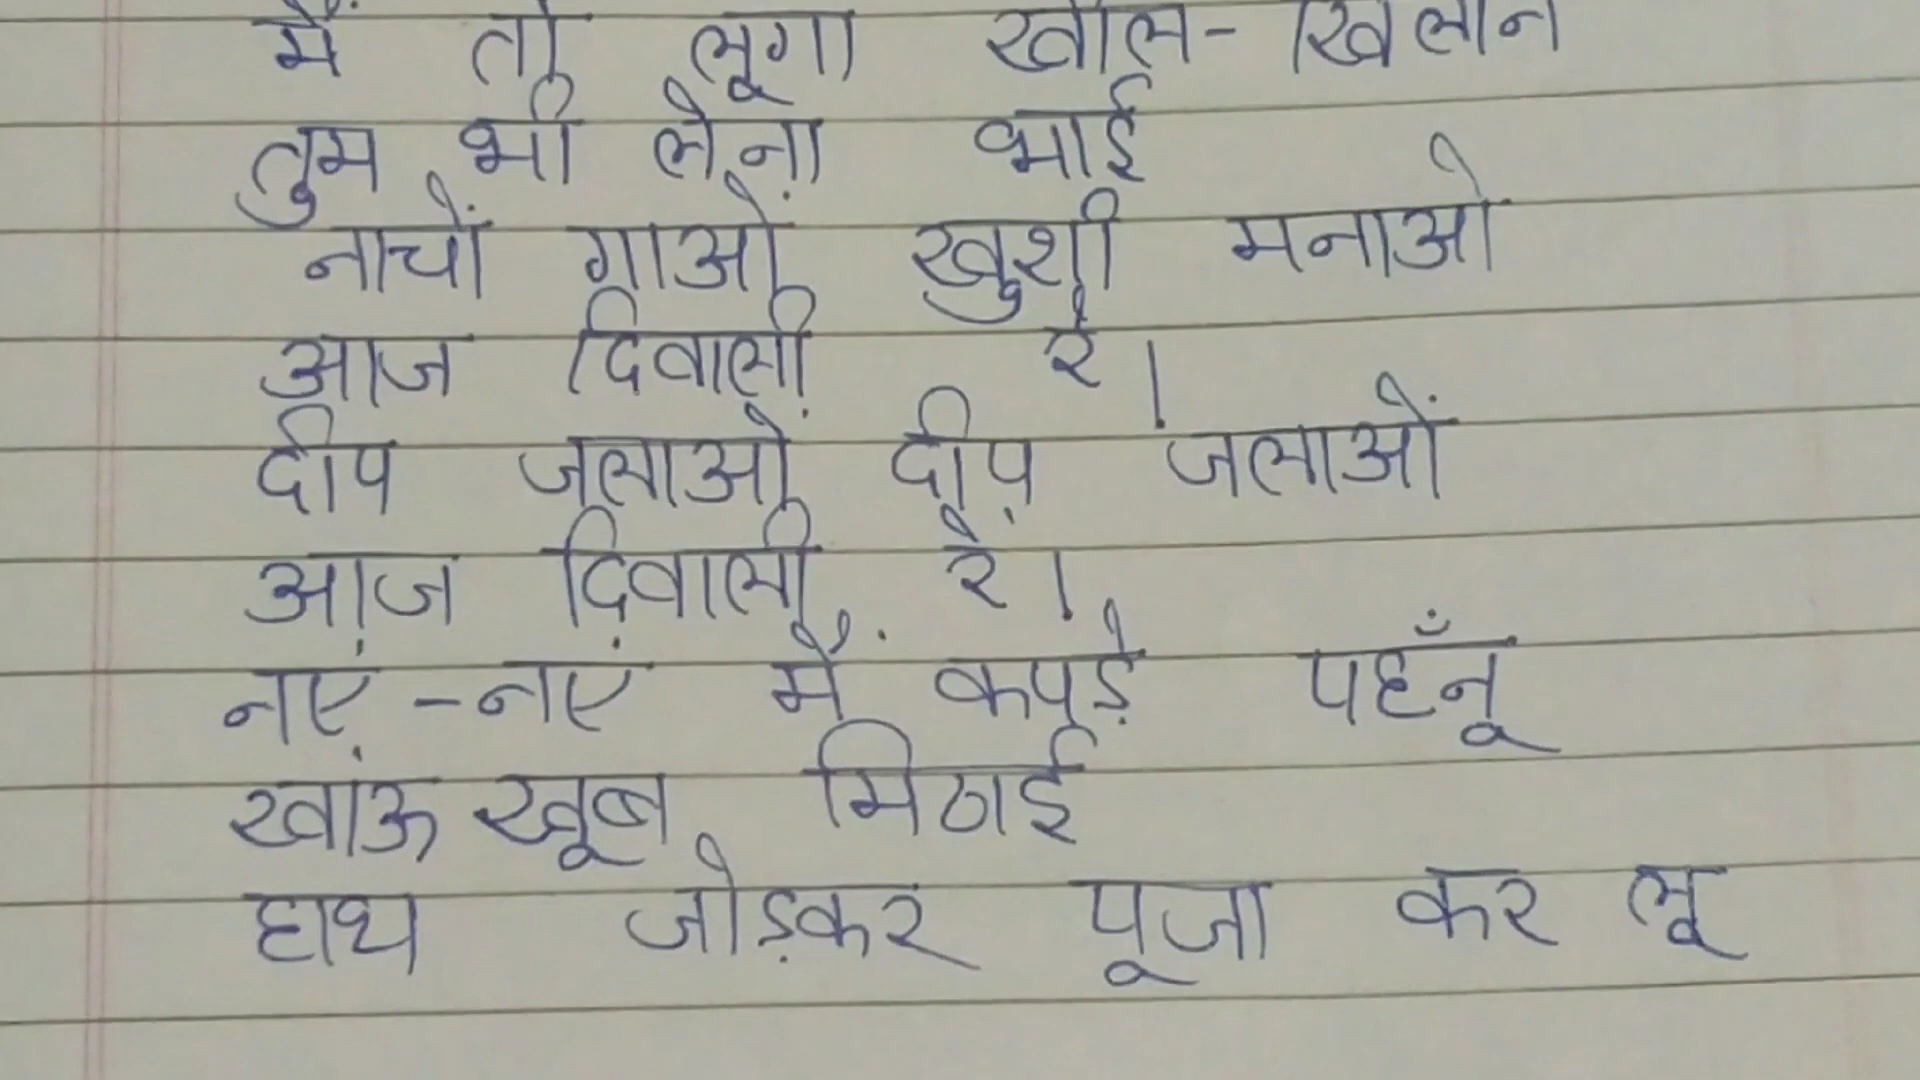 मैं तो लूगा खील-खिलौने
तुम भी लेना भाई
नाचों गाओं खुशी मनाओ
आज दिवाली रे।
दीप जलाओं दीप जलाओं
आज दिवाली रे।
नए-नए मैं कपड़े पहनूँ
खांऊ खूब मिठाई
हाथ जोड़कर पूजा कर लू